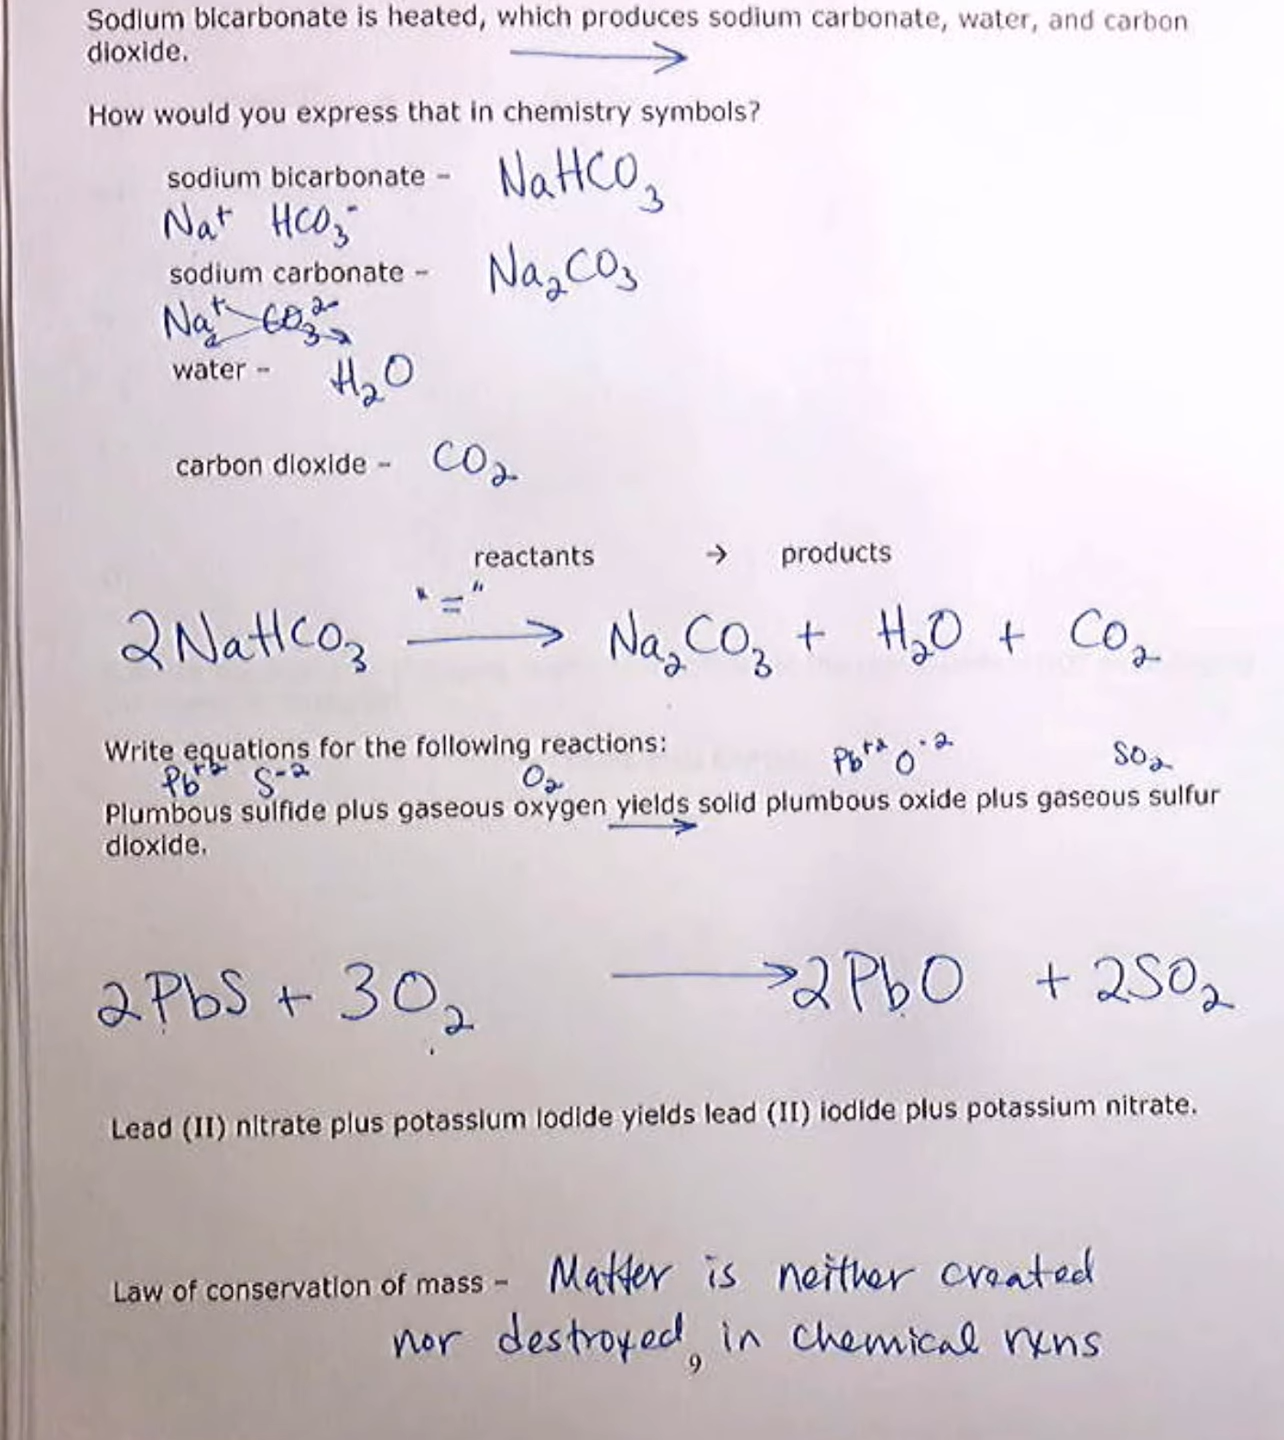 Sodium bicarbonate is heated, which produces sodium carbonate, water, and carbon
dioxide.
How would you express that in chemistry symbols?
sodium bicarbonate - NaHCO₃
Na⁺ HCO₃⁻
sodium carbonate - Na₂CO₃
Na⁺₂ CO₃²⁻
water - H₂O
carbon dioxide - CO₂
reactants → products
"="
2NaHCO₃ → Na₂CO₃ + H₂O + CO₂
Write equations for the following reactions:
Pb⁺² O⁻² SO₂
Pb⁺² S⁻² O₂
Plumbous sulfide plus gaseous oxygen yields solid plumbous oxide plus gaseous sulfur
dioxide.
2PbS + 3O₂ → 2PbO + 2SO₂
Lead (II) nitrate plus potassium iodide yields lead (II) iodide plus potassium nitrate.
Law of conservation of mass - Matter is neither created
nor destroyed in chemical rxns
9